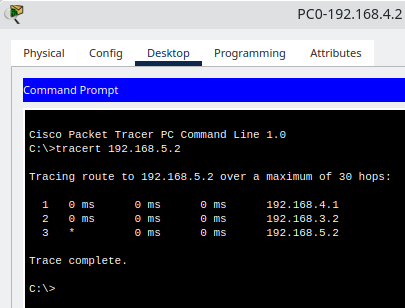 PC0-192.168.4.2
Physical Config Desktop Programming Attributes
Command Prompt
Cisco Packet Tracer PC Command Line 1.0
C:\>tracert 192.168.5.2
Tracing route to 192.168.5.2 over a maximum of 30 hops:
1 0 ms 0 ms 0 ms 192.168.4.1
2 0 ms 0 ms 0 ms 192.168.3.2
3 * 0 ms 0 ms 192.168.5.2
Trace complete.
C:\>